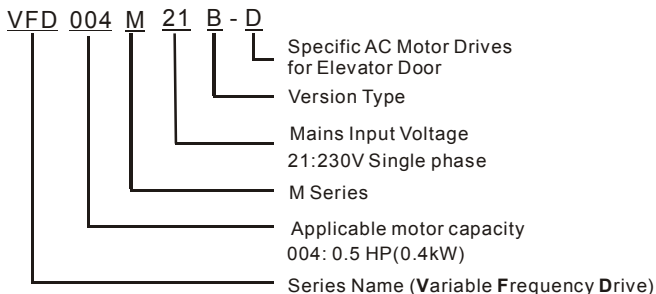 VFD 004 M 21 B - D
Specific AC Motor Drives
for Elevator Door
Version Type
Mains Input Voltage
21:230V Single phase
M Series
Applicable motor capacity
004: 0.5 HP(0.4kW)
Series Name (Variable Frequency Drive)